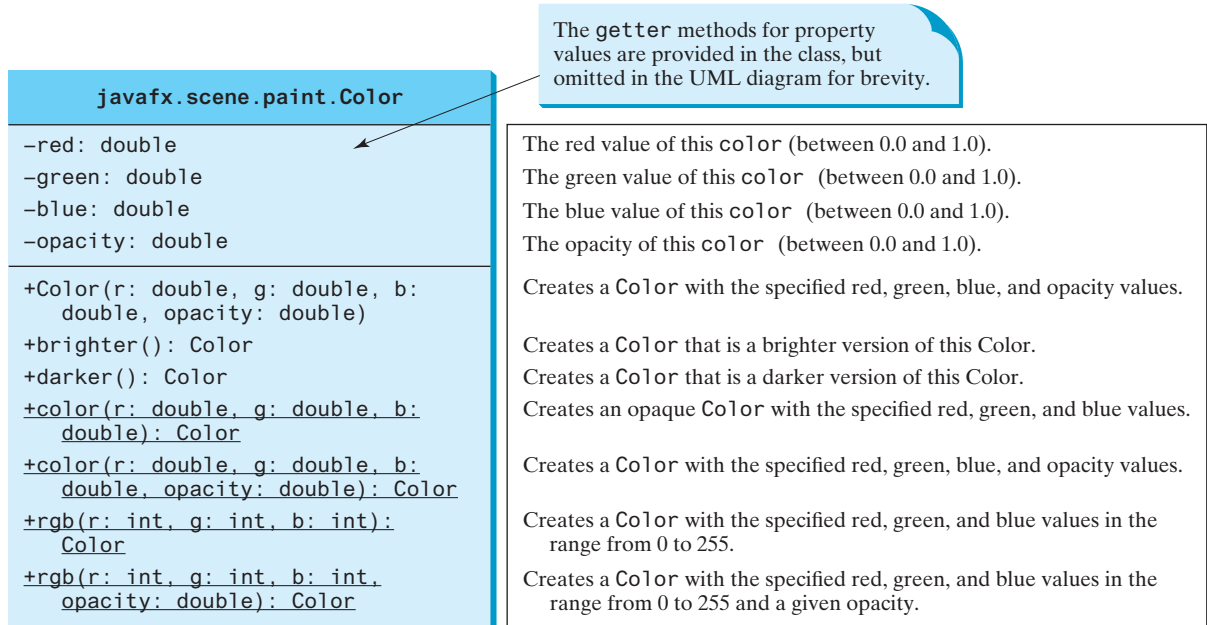 The getter methods for property
values are provided in the class, but
omitted in the UML diagram for brevity.
javafx.scene.paint.Color
–red: double
The red value of this color (between 0.0 and 1.0).
–green: double
The green value of this color (between 0.0 and 1.0).
–blue: double
The blue value of this color (between 0.0 and 1.0).
–opacity: double
The opacity of this color (between 0.0 and 1.0).
+Color(r: double, g: double, b:
double, opacity: double)
Creates a Color with the specified red, green, blue, and opacity values.
+brighter(): Color
Creates a Color that is a brighter version of this Color.
+darker(): Color
Creates a Color that is a darker version of this Color.
+color(r: double, g: double, b:
double): Color
Creates an opaque Color with the specified red, green, and blue values.
+color(r: double, g: double, b:
double, opacity: double): Color
Creates a Color with the specified red, green, blue, and opacity values.
+rgb(r: int, g: int, b: int):
Color
Creates a Color with the specified red, green, and blue values in the
range from 0 to 255.
+rgb(r: int, g: int, b: int,
opacity: double): Color
Creates a Color with the specified red, green, and blue values in the
range from 0 to 255 and a given opacity.